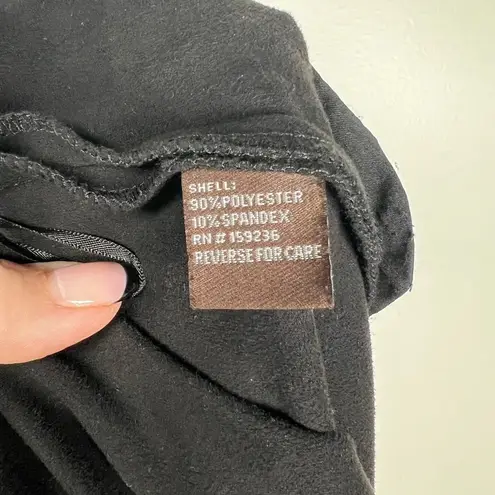 SHELL:
90%POLYESTER
10%SPANDEX
RN # 159236
REVERSE FOR CARE